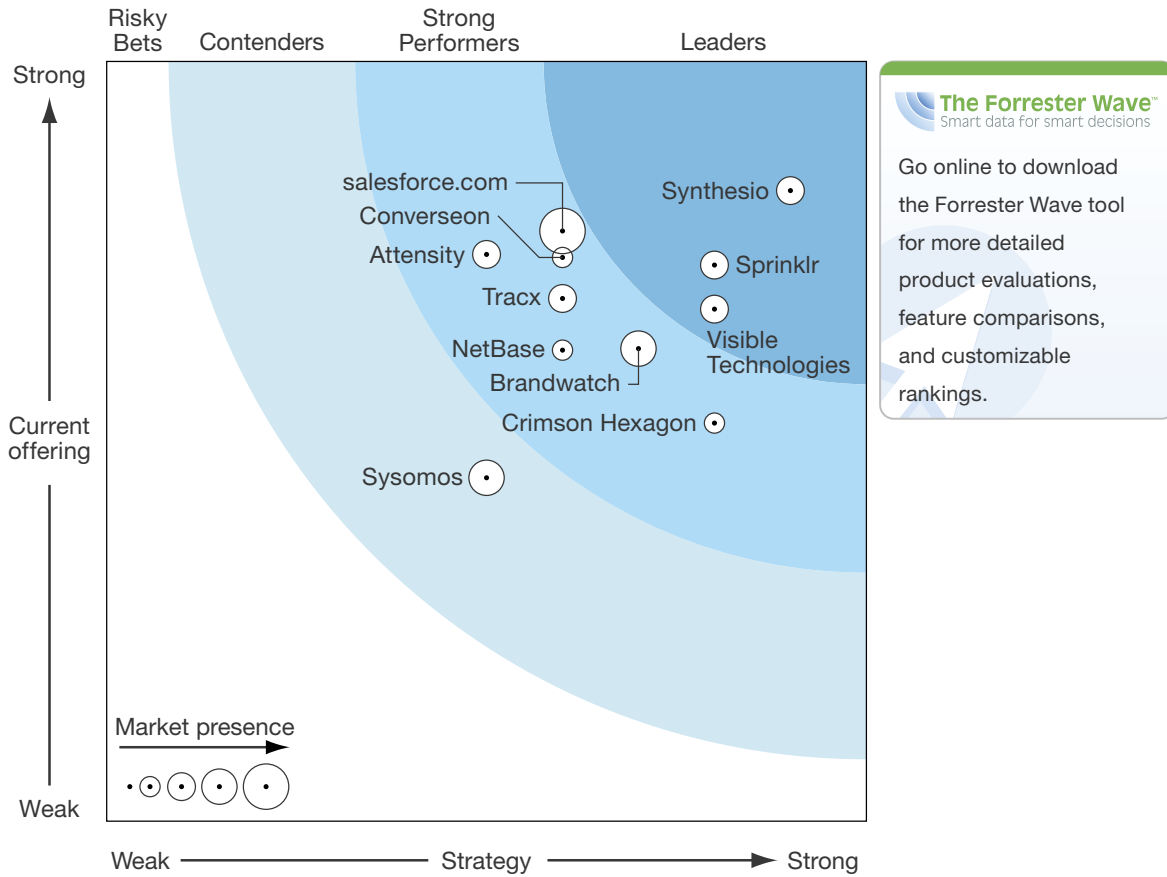 Risky
Bets
Contenders
Strong
Performers
Leaders
Strong
Current
offering
Weak
salesforce.com
Converseon
Attensity
Tracx
NetBase
Brandwatch
Crimson Hexagon
Sysomos
Synthesio
Sprinklr
Visible
Technologies
Market presence
Weak
Strategy
Strong
The Forrester Wave™
Smart data for smart decisions
Go online to download
the Forrester Wave tool
for more detailed
product evaluations,
feature comparisons,
and customizable
rankings.